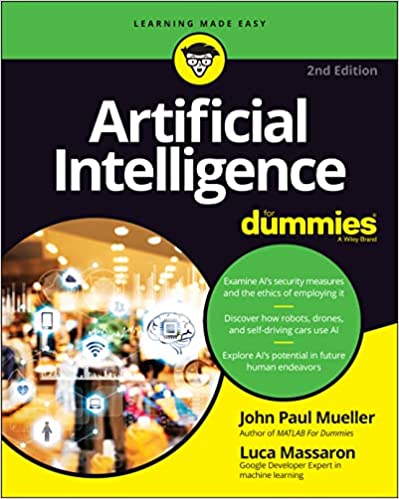 LEARNING MADE EASY
2nd Edition
Artificial
Intelligence
for
dummies®
A Wiley Brand
Examine AI's security measures
and the ethics of employing it
Discover how robots, drones,
and self-driving cars use AI
Explore AI's potential in future
human endeavors
John Paul Mueller
Author of MATLAB For Dummies
Luca Massaron
Google Developer Expert in
machine learning